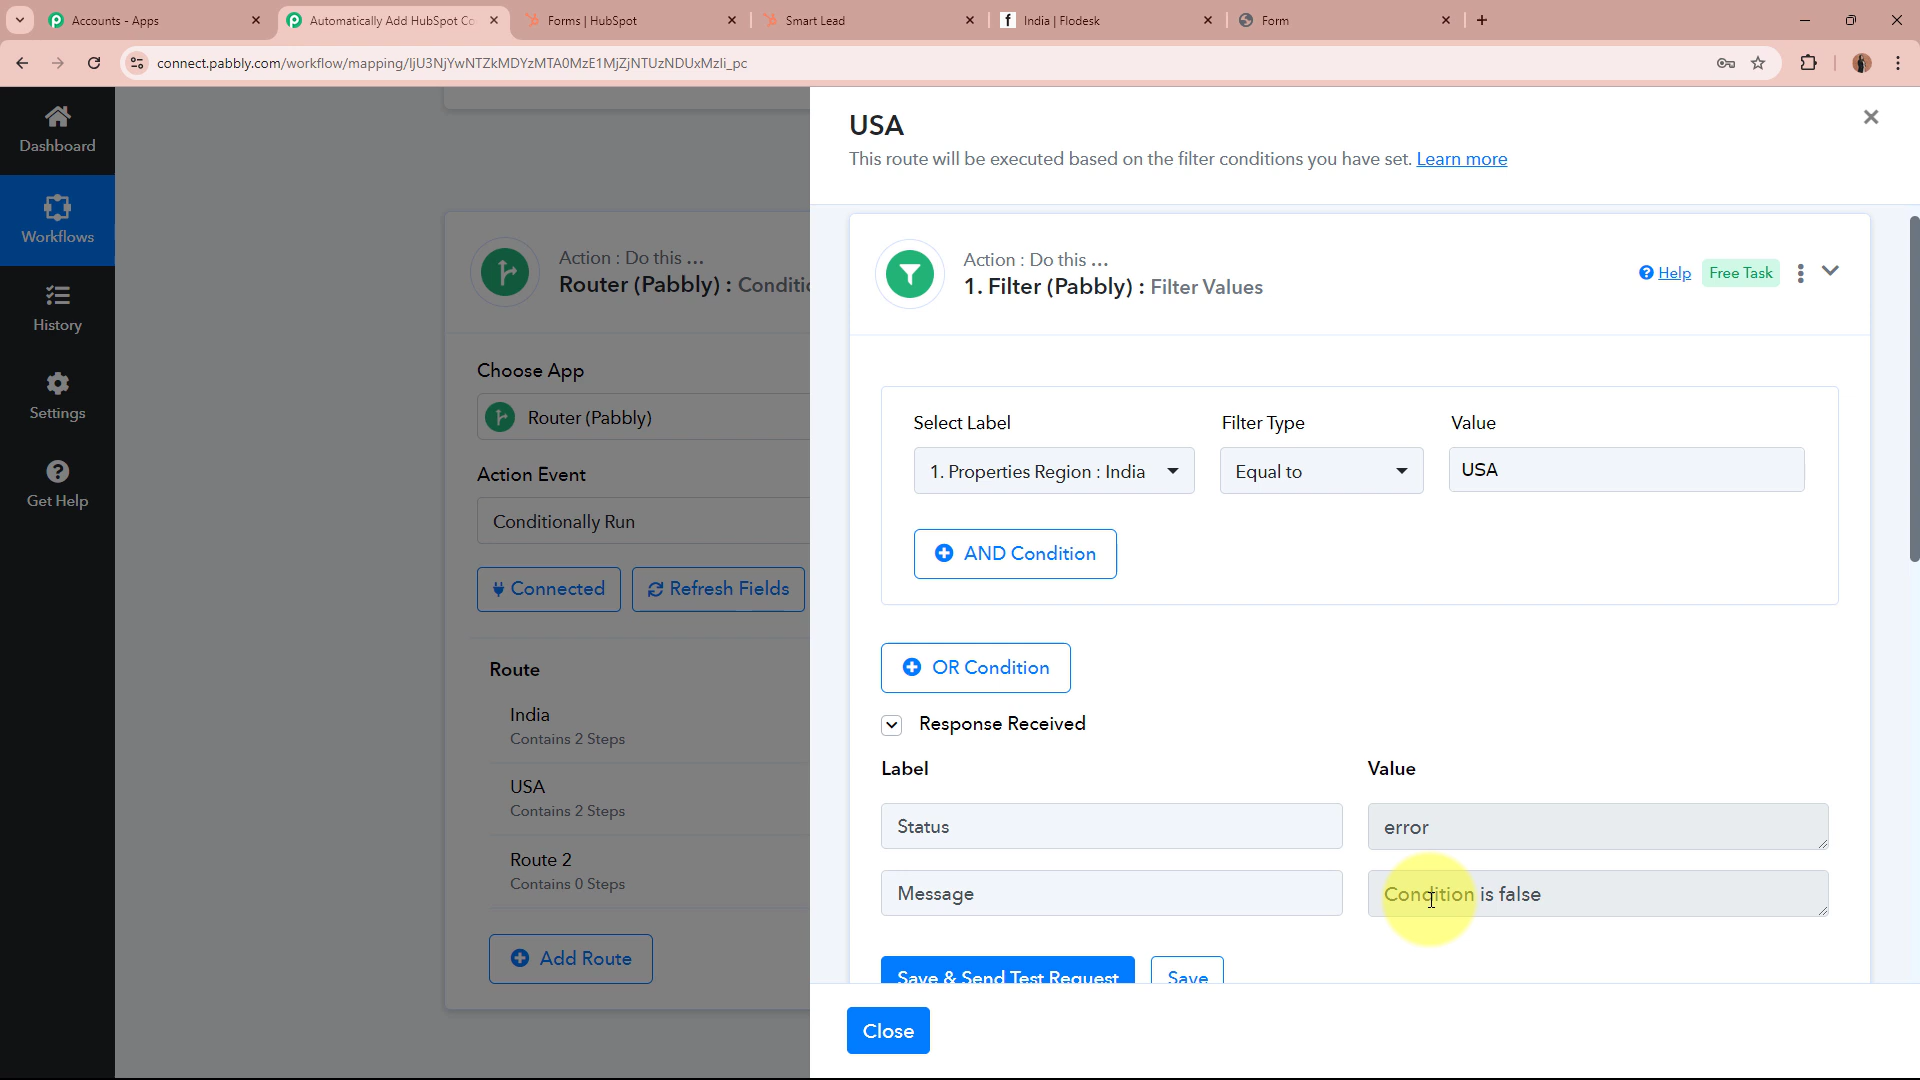 Accounts - Apps
Automatically Add HubSpot Co
Forms | HubSpot
Smart Lead
India | Flodesk
Form
connect.pabbly.com/workflow/mapping/IjU3NjYwNTZkMDYzMTA0MzE1MjZjNTUzNDUxMzIi_pc
Dashboard
Workflows
History
Settings
Get Help
Action : Do this ...
Router (Pabbly) : Conditic
Choose App
Router (Pabbly)
Action Event
Conditionally Run
Connected
Refresh Fields
Route
India
Contains 2 Steps
USA
Contains 2 Steps
Route 2
Contains 0 Steps
Add Route
USA
This route will be executed based on the filter conditions you have set. Learn more
Action : Do this ...
1. Filter (Pabbly) : Filter Values
Help
Free Task
Select Label
Filter Type
Value
1. Properties Region : India
Equal to
USA
AND Condition
OR Condition
Response Received
Label
Value
Status
error
Message
Condition is false
Save & Send Test Request
Save
Close